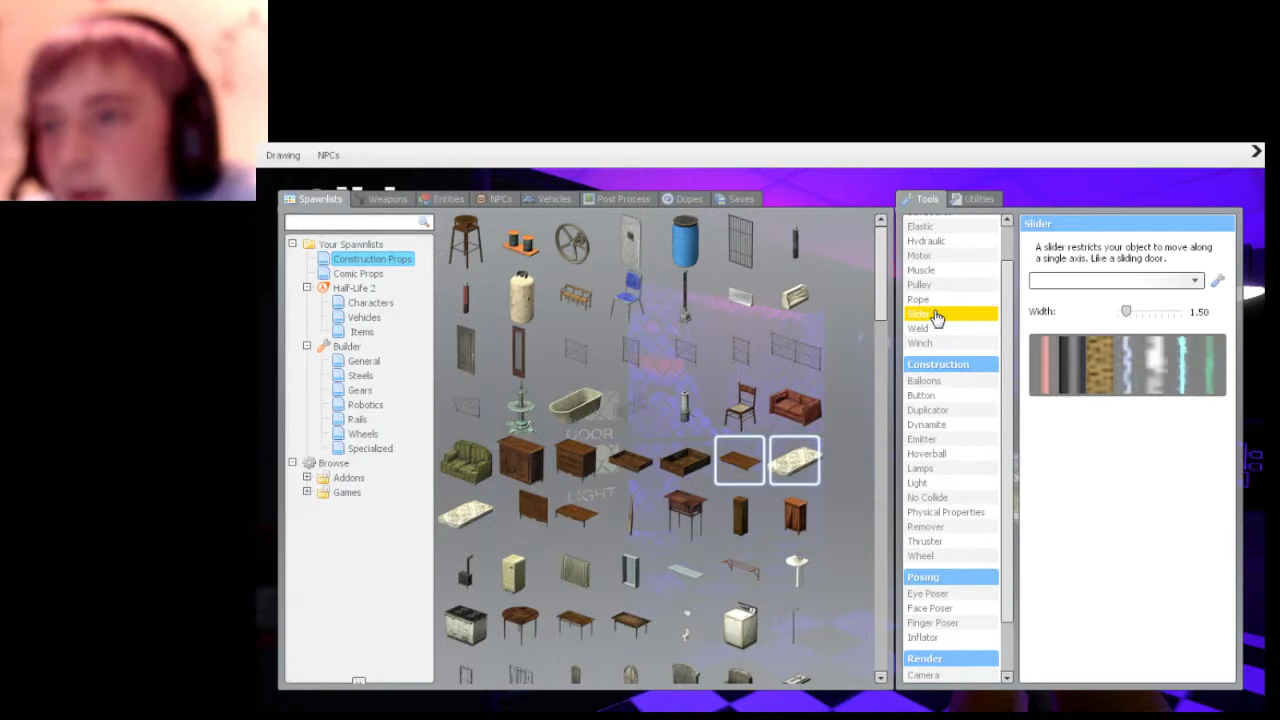 Drawing NPCs
Spawnlists Weapons Entities NPCs Vehicles Post Process Dupes Saves
Tools Utilities
Your Spawnlists
Construction Props
Comic Props
Half-Life 2
Characters
Vehicles
Items
Builder
General
Steels
Gears
Robotics
Rails
Wheels
Specialized
Browse
Addons
Games
DOOR
LIGHT
Elastic
Hydraulic
Motor
Muscle
Pulley
Rope
Slider
Weld
Winch
Construction
Balloons
Button
Duplicator
Dynamite
Emitter
Hoverball
Lamps
Light
No Collide
Physical Properties
Remover
Thruster
Wheel
Posing
Eye Poser
Face Poser
Finger Poser
Inflator
Render
Camera
Slider
A slider restricts your object to move along
a single axis. Like a sliding door.
Width: 1.50